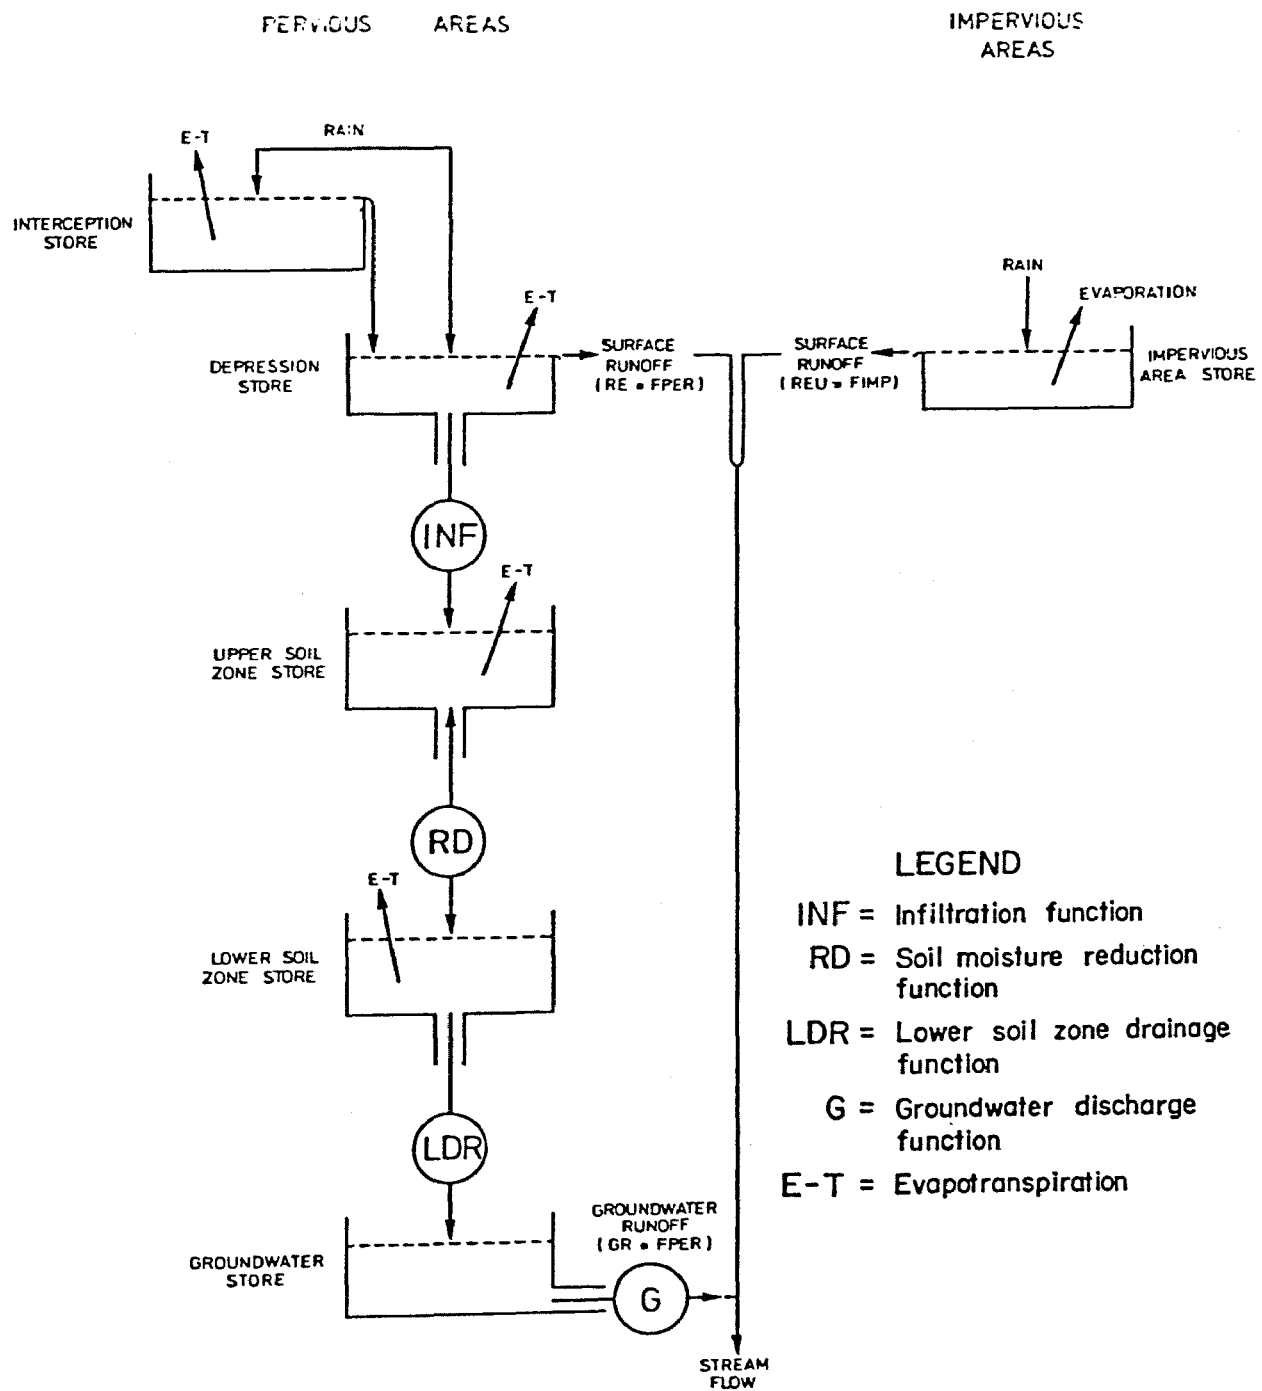 PERVIOUS AREAS
IMPERVIOUS
AREAS
E-T
RAIN
INTERCEPTION
STORE
RAIN
EVAPORATION
E-T
DEPRESSION
STORE
SURFACE
RUNOFF
(RE * FPER)
SURFACE
RUNOFF
(REU * FIMP)
IMPERVIOUS
AREA STORE
INF
E-T
UPPER SOIL
ZONE STORE
RD
E-T
LOWER SOIL
ZONE STORE
LDR
GROUNDWATER
STORE
GROUNDWATER
RUNOFF
(GR * FPER)
G
STREAM
FLOW
LEGEND
INF = Infiltration function
RD = Soil moisture reduction
function
LDR = Lower soil zone drainage
function
G = Groundwater discharge
function
E-T = Evapotranspiration